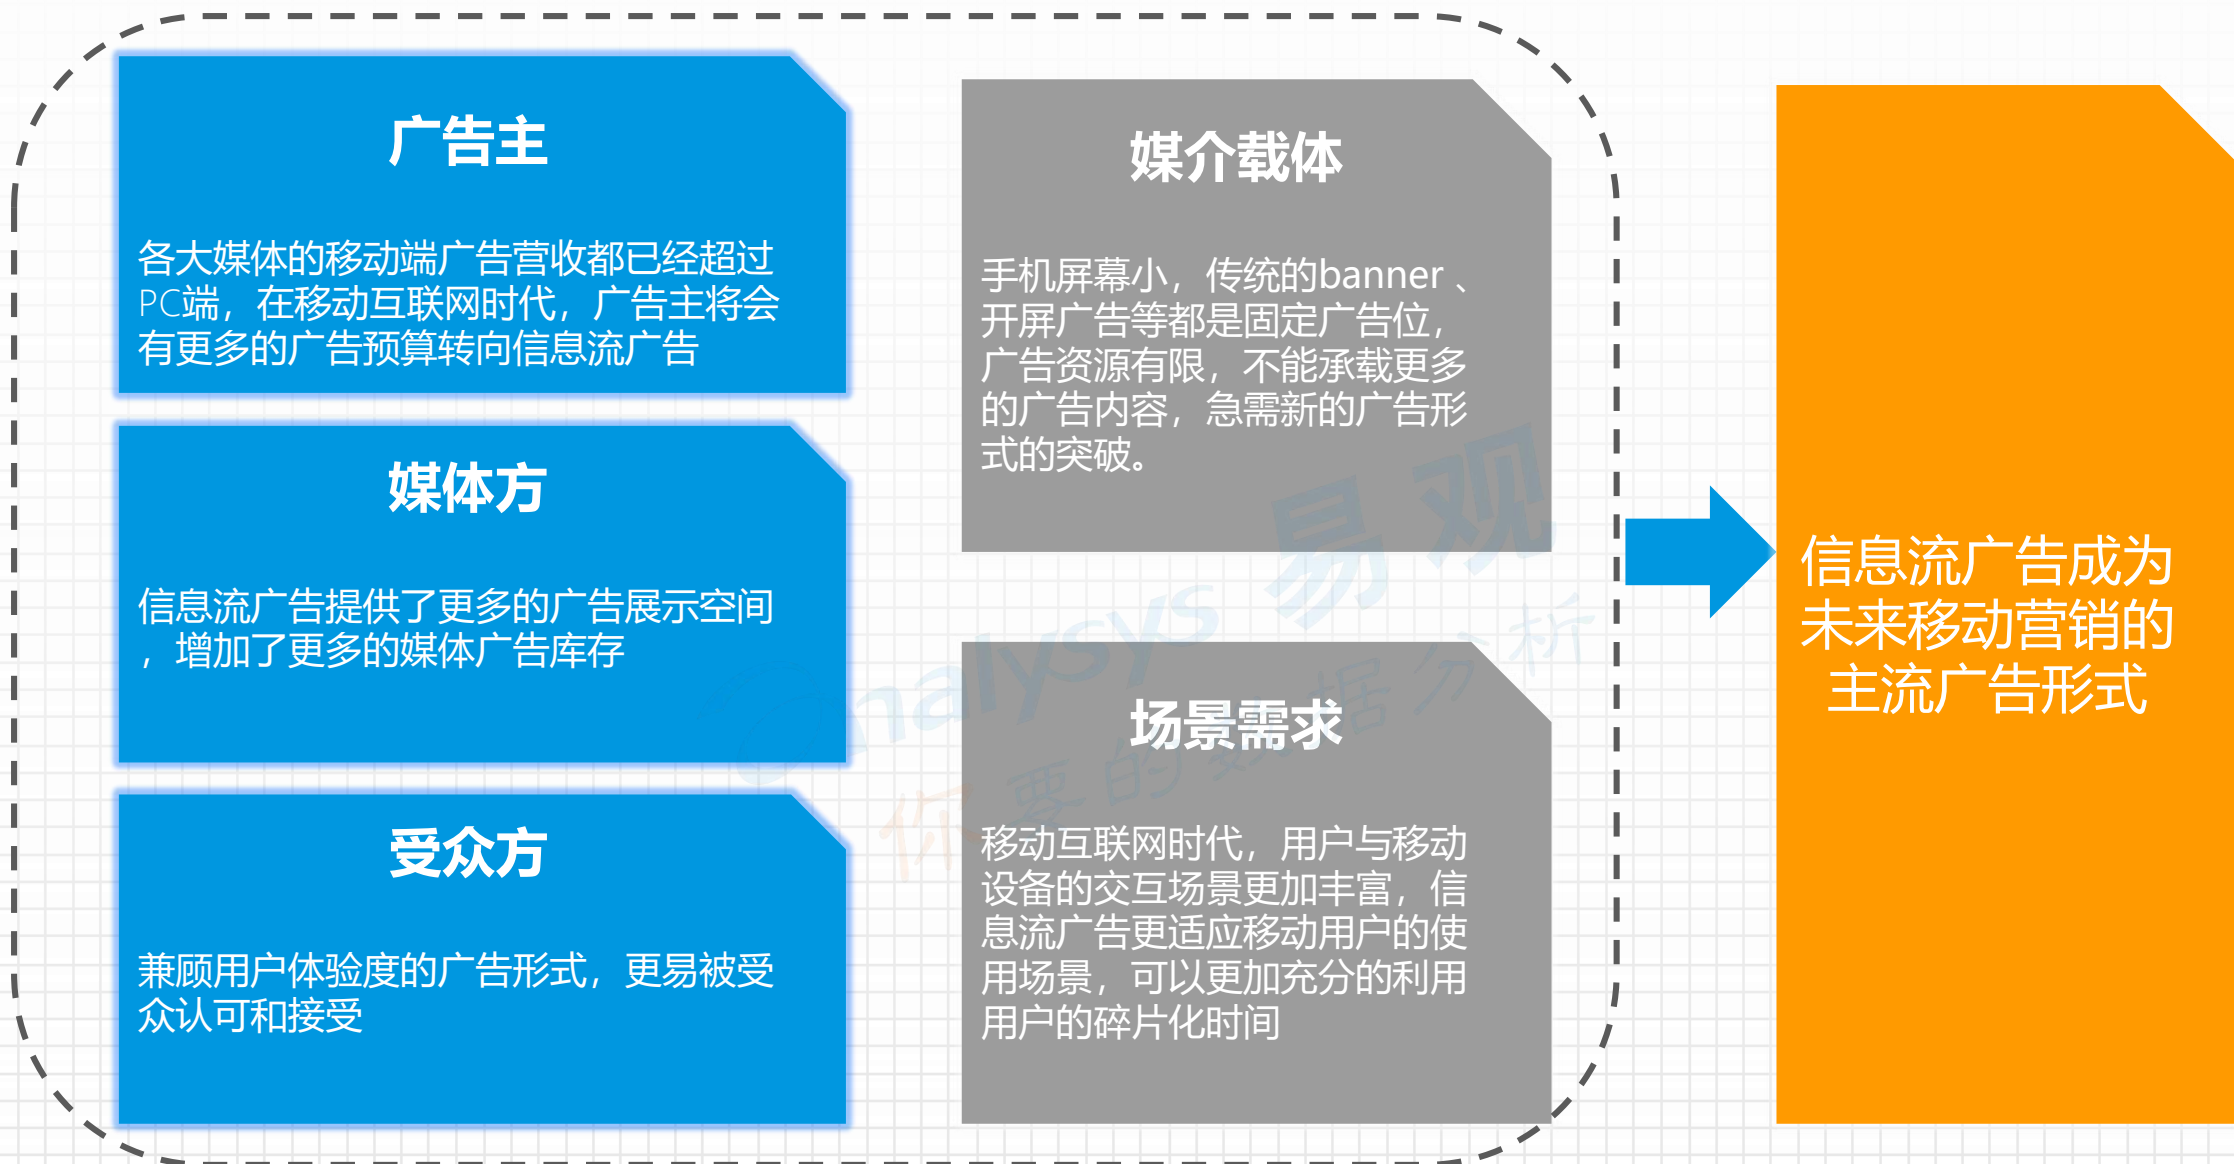 广告主
各大媒体的移动端广告营收都已经超过
PC端，在移动互联网时代，广告主将会
有更多的广告预算转向信息流广告
媒体方
信息流广告提供了更多的广告展示空间
，增加了更多的媒体广告库存
受众方
兼顾用户体验度的广告形式，更易被受
众认可和接受
媒介载体
手机屏幕小，传统的banner 、
开屏广告等都是固定广告位，
广告资源有限，不能承载更多
的广告内容，急需新的广告形
式的突破。
场景需求
移动互联网时代，用户与移动
设备的交互场景更加丰富，信
息流广告更适应移动用户的使
用场景，可以更加充分的利用
用户的碎片化时间
信息流广告成为
未来移动营销的
主流广告形式
analysys 易观
你要的数据分析